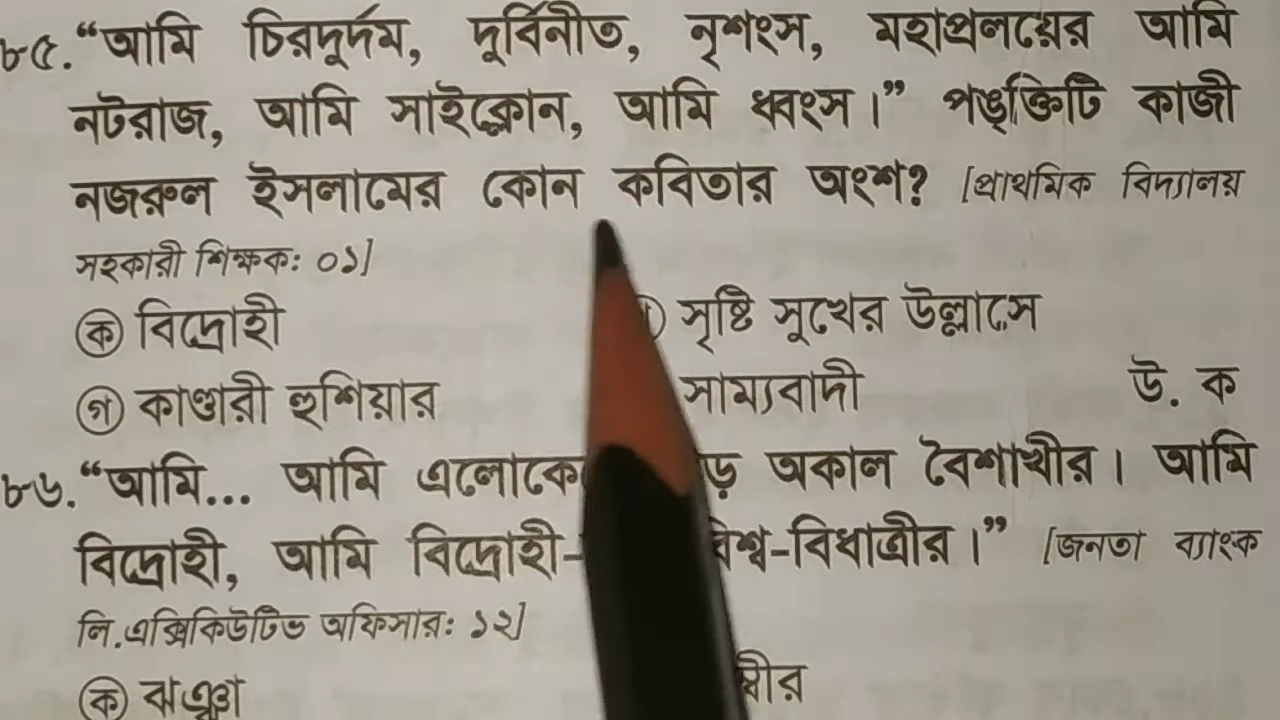 ৮৫. “আমি চিরদুর্দম, দুর্বিনীত, নৃশংস, মহাপ্রলয়ের আমি
নটরাজ, আমি সাইক্লোন, আমি ধ্বংস।” পঙ্ক্তিটি কাজী
নজরুল ইসলামের কোন কবিতার অংশ? [প্রাথমিক বিদ্যালয়
সহকারী শিক্ষক: ০১]
ক বিদ্রোহী সৃষ্টি সুখের উল্লাসে
গ কাণ্ডারী হুশিয়ার সাম্যবাদী উ. ক
৮৬. “আমি... আমি অকাল বৈশাখীর। আমি
বিদ্রোহী, আমি বিদ্রোহী- বিশ্ব-বিধাত্রীর।” [জনতা ব্যাংক
লি.এক্সিকিউটিভ অফিসার: ১২]
ক ঝঞ্ঝা